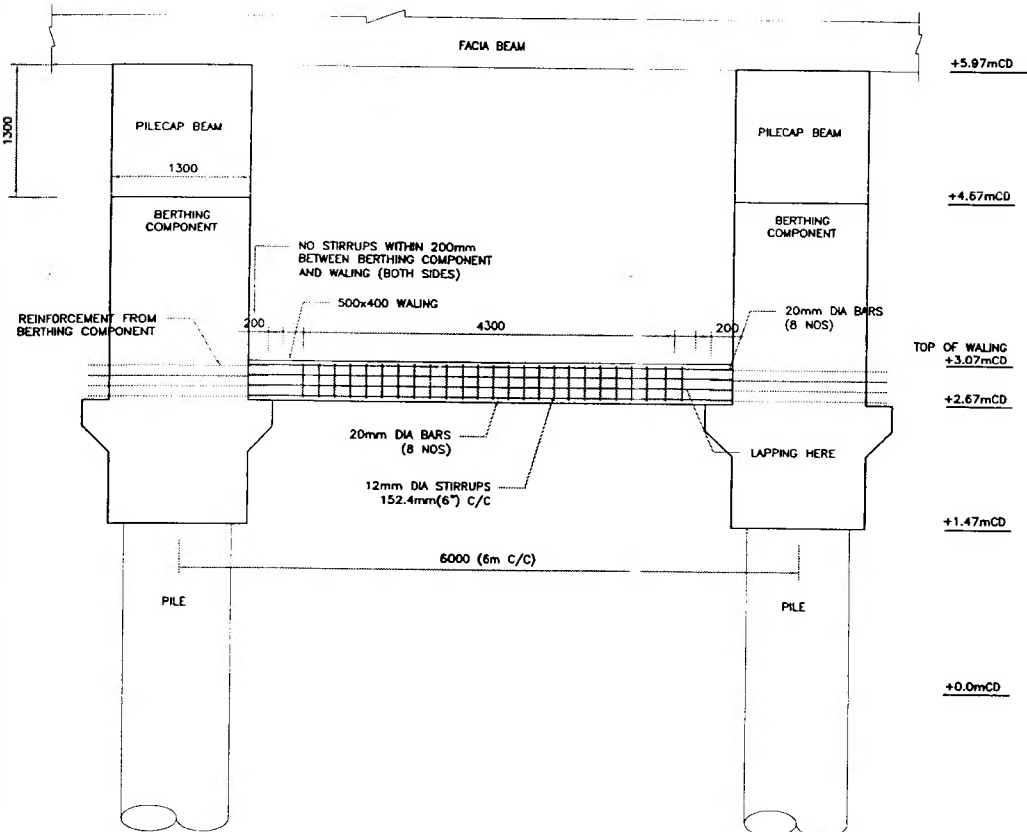 FACIA BEAM
+5.97mCD
PILECAP BEAM
PILECAP BEAM
1300
1300
+4.67mCD
BERTHING
COMPONENT
BERTHING
COMPONENT
NO STIRRUPS WITHIN 200mm
BETWEEN BERTHING COMPONENT
AND WALING (BOTH SIDES)
500x400 WALING
REINFORCEMENT FROM
BERTHING COMPONENT
200
4300
200
20mm DIA BARS
(8 NOS)
TOP OF WALING
+3.07mCD
+2.67mCD
20mm DIA BARS
(8 NOS)
LAPPING HERE
12mm DIA STIRRUPS
152.4mm(6") C/C
+1.47mCD
6000 (6m C/C)
PILE
PILE
+0.0mCD